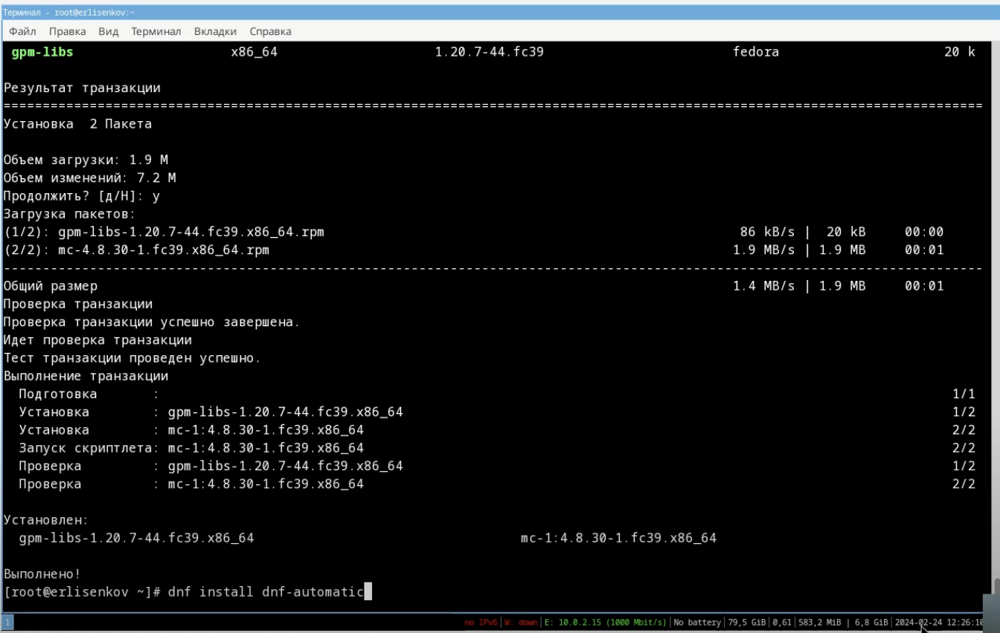 Терминал - root@erlisenkov:~
Файл Правка Вид Терминал Вкладки Справка
gpm-libs x86_64 1.20.7-44.fc39 fedora 20 k
Результат транзакции
================================================================================
Установка 2 Пакета
Объем загрузки: 1.9 M
Объем изменений: 7.2 M
Продолжить? [д/Н]: y
Загрузка пакетов:
(1/2): gpm-libs-1.20.7-44.fc39.x86_64.rpm 86 kB/s | 20 kB 00:00
(2/2): mc-4.8.30-1.fc39.x86_64.rpm 1.9 MB/s | 1.9 MB 00:01
--------------------------------------------------------------------------------
Общий размер 1.4 MB/s | 1.9 MB 00:01
Проверка транзакции
Проверка транзакции успешно завершена.
Идет проверка транзакции
Тест транзакции проведен успешно.
Выполнение транзакции
Подготовка : 1/1
Установка : gpm-libs-1.20.7-44.fc39.x86_64 1/2
Установка : mc-1:4.8.30-1.fc39.x86_64 2/2
Запуск скриптлета: mc-1:4.8.30-1.fc39.x86_64 2/2
Проверка : gpm-libs-1.20.7-44.fc39.x86_64 1/2
Проверка : mc-1:4.8.30-1.fc39.x86_64 2/2
Установлен:
gpm-libs-1.20.7-44.fc39.x86_64 mc-1:4.8.30-1.fc39.x86_64
Выполнено!
[root@erlisenkov ~]# dnf install dnf-automatic
1 no IPv6 | W: down | E: 10.0.2.15 (1000 Mbit/s) | No battery | 79,5 GiB | 0,61 | 583,2 MiB | 6,8 GiB | 2024-02-24 12:26:10